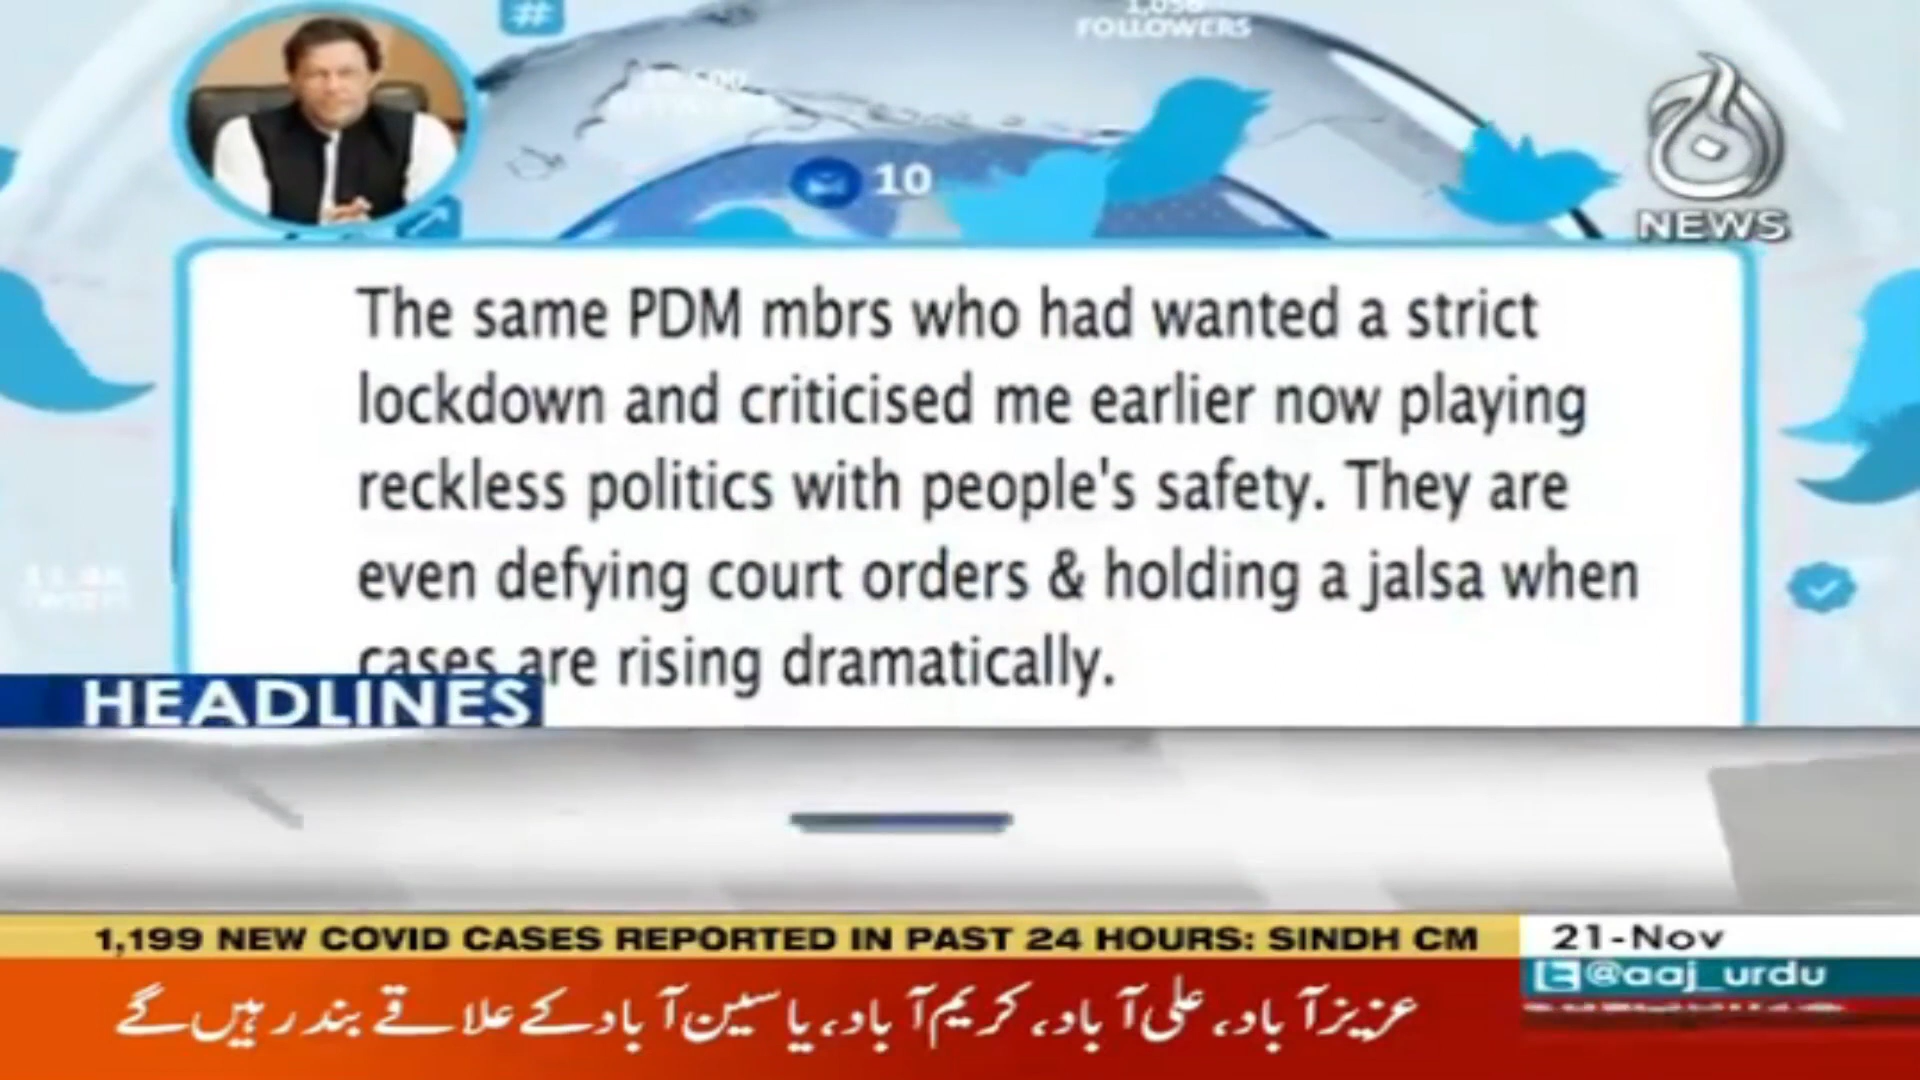 #
FOLLOWERS
10
NEWS
The same PDM mbrs who had wanted a strict
lockdown and criticised me earlier now playing
reckless politics with people's safety. They are
even defying court orders & holding a jalsa when
cases are rising dramatically.
HEADLINES
1,199 NEW COVID CASES REPORTED IN PAST 24 HOURS: SINDH CM
21-Nov
@aaj_urdu
عزیزآباد، علی آباد، کریم آباد، یاسین آباد کے علاقے بند رہیں گے